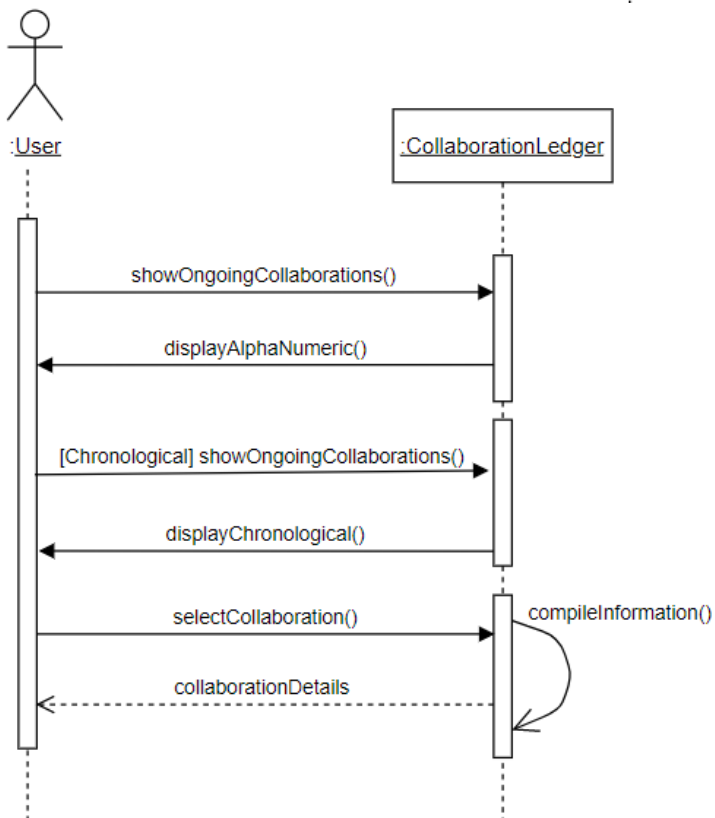 :User
:CollaborationLedger
showOngoingCollaborations()
displayAlphaNumeric()
[Chronological] showOngoingCollaborations()
displayChronological()
selectCollaboration()
compileInformation()
collaborationDetails